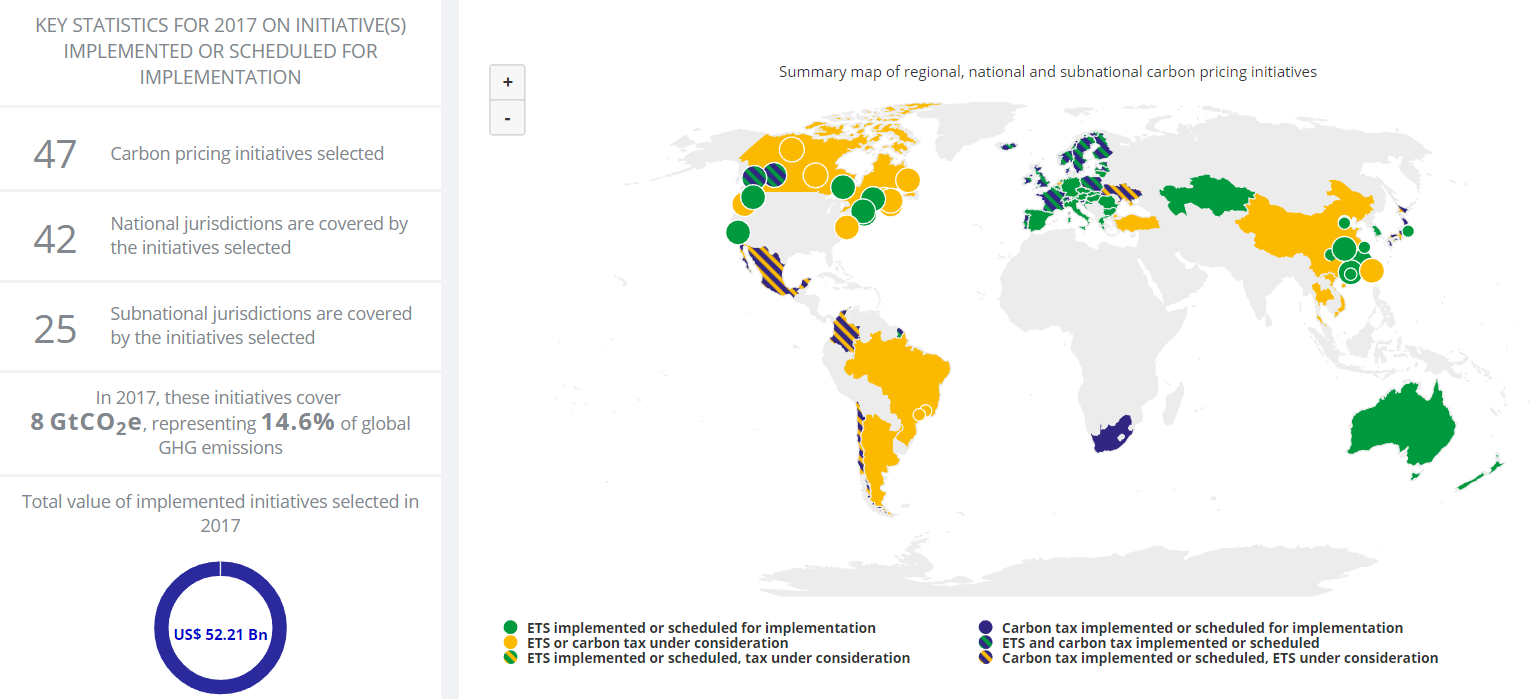 KEY STATISTICS FOR 2017 ON INITIATIVE(S)
IMPLEMENTED OR SCHEDULED FOR
IMPLEMENTATION
47
Carbon pricing initiatives selected
42
National jurisdictions are covered by
the initiatives selected
25
Subnational jurisdictions are covered
by the initiatives selected
In 2017, these initiatives cover
8 GtCO₂e, representing 14.6% of global
GHG emissions
Total value of implemented initiatives selected in
2017
US$ 52.21 Bn
+
-
Summary map of regional, national and subnational carbon pricing initiatives
ETS implemented or scheduled for implementation
ETS or carbon tax under consideration
ETS implemented or scheduled, tax under consideration
Carbon tax implemented or scheduled for implementation
ETS and carbon tax implemented or scheduled
Carbon tax implemented or scheduled, ETS under consideration